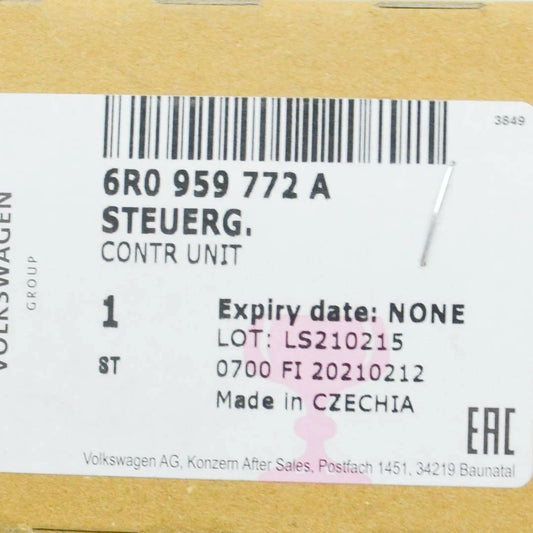 3849
6R0 959 772 A
STEUERG.
CONTR UNIT
VOLKSWAGEN
GROUP
1
ST
Expiry date: NONE
LOT: LS210215
0700 FI 20210212
Made in CZECHIA
EAC
Volkswagen AG, Konzern After Sales, Postfach 1451, 34219 Baunatal